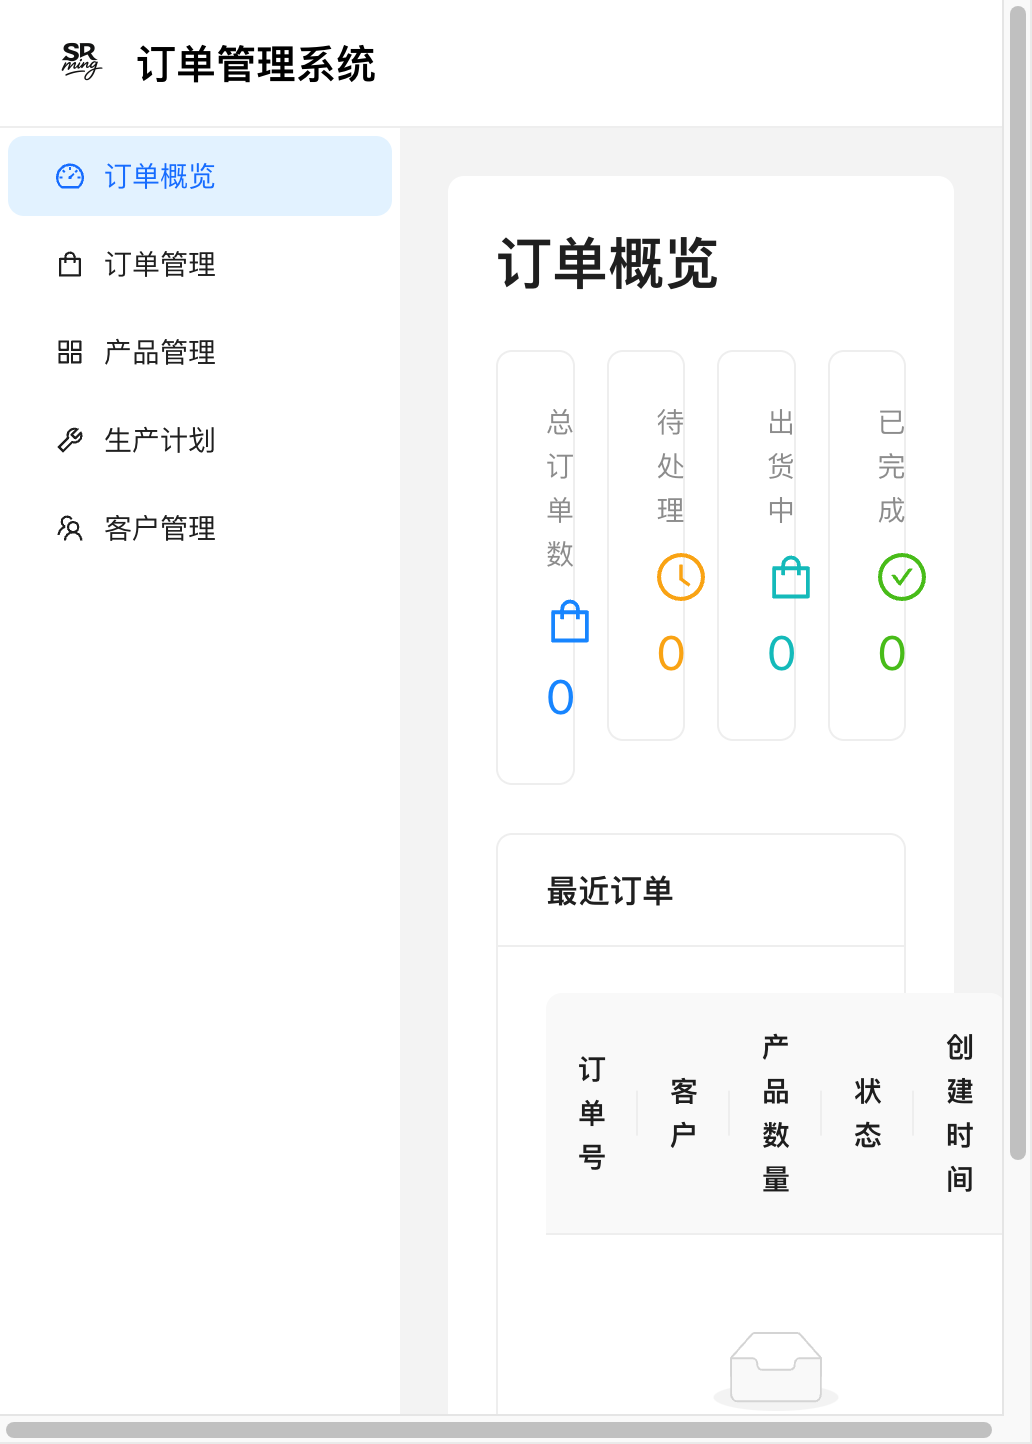 SR
ming
订单管理系统
订单概览
订单管理
产品管理
生产计划
客户管理
订单概览
总订单数
0
待处理
0
出货中
0
已完成
0
最近订单
订单号
客户
产品数量
状态
创建时间